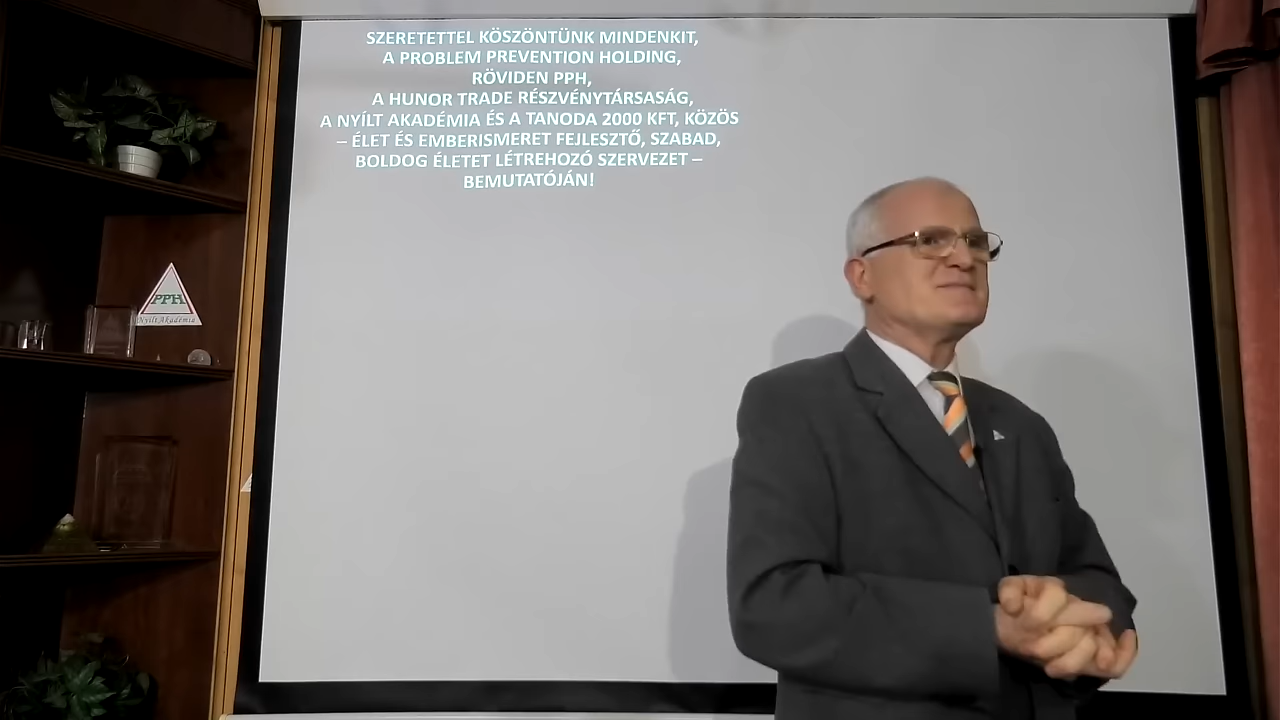 SZERETETTEL KÖSZÖNTÜNK MINDENKIT,
A PROBLEM PREVENTION HOLDING,
RÖVIDEN PPH,
A HUNOR TRADE RÉSZVÉNYTÁRSASÁG,
A NYÍLT AKADÉMIA ÉS A TANODA 2000 KFT, KÖZÖS
– ÉLET ÉS EMBERISMERET FEJLESZTŐ, SZABAD,
BOLDOG ÉLETET LÉTREHOZÓ SZERVEZET –
BEMUTATÓJÁN!
PPH
Nyílt Akadémia